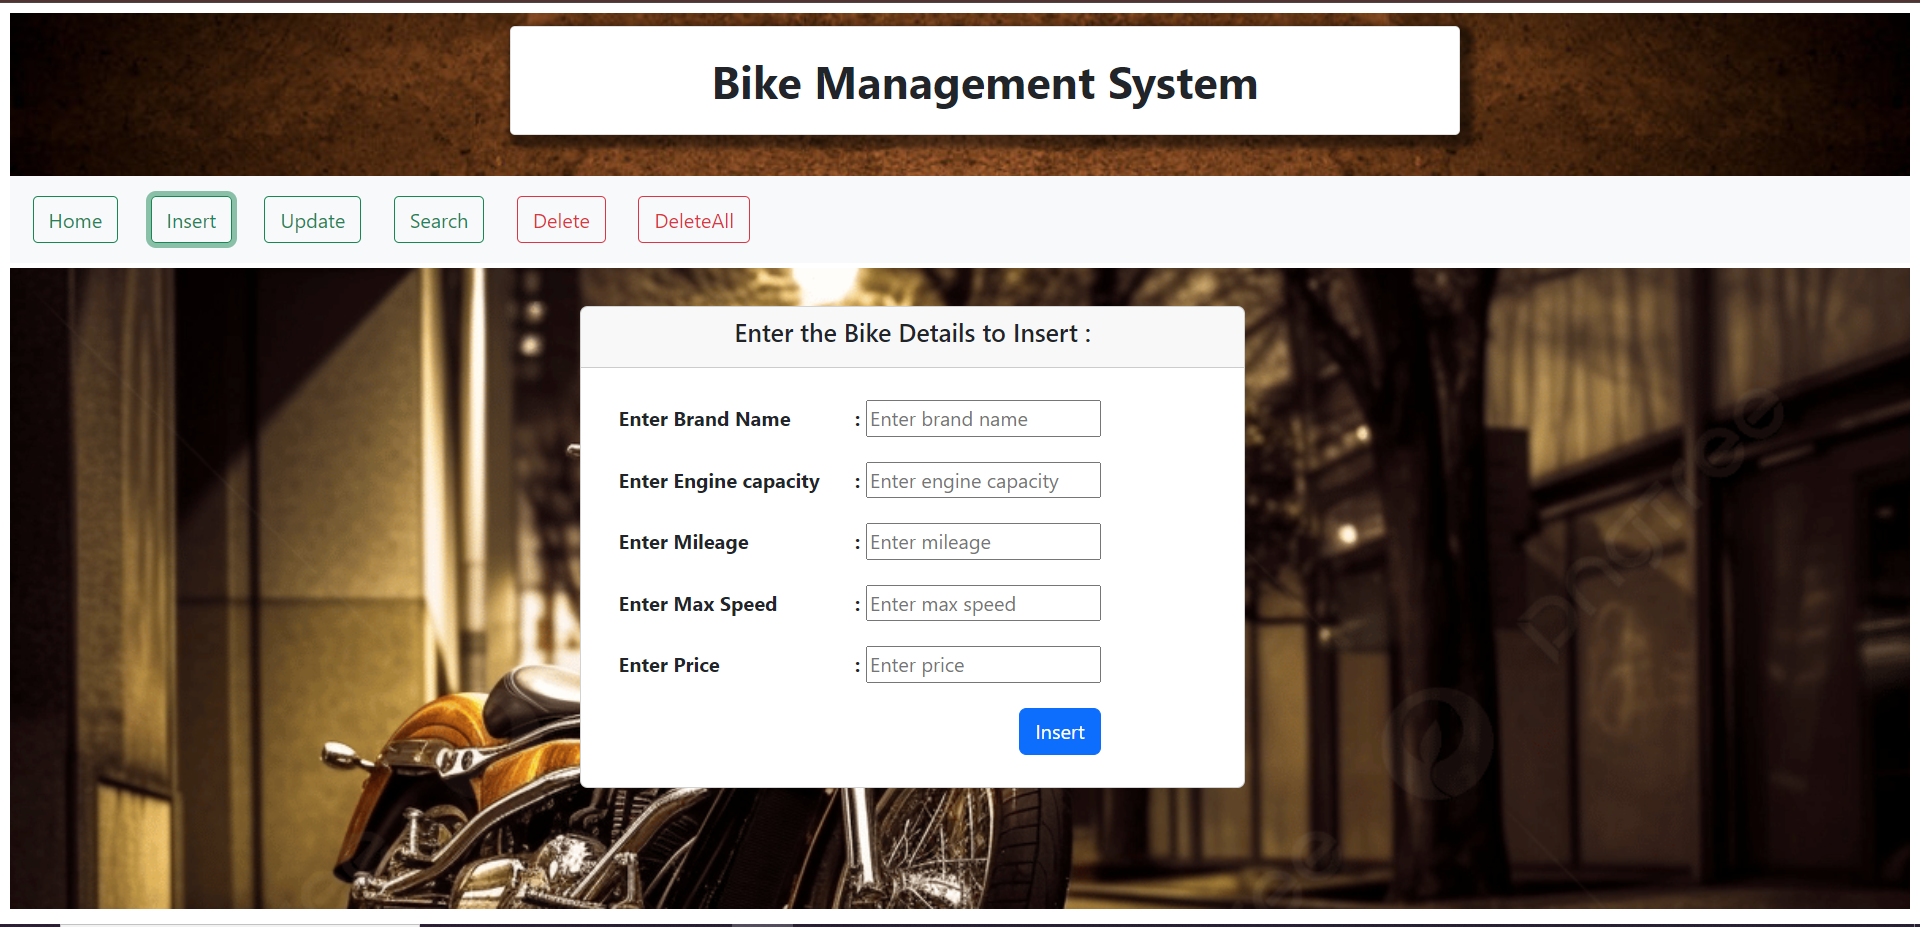 Bike Management System
Home Insert Update Search Delete DeleteAll
Enter the Bike Details to Insert :
Enter Brand Name : Enter brand name
Enter Engine capacity : Enter engine capacity
Enter Mileage : Enter mileage
Enter Max Speed : Enter max speed
Enter Price : Enter price
Insert
pngtree